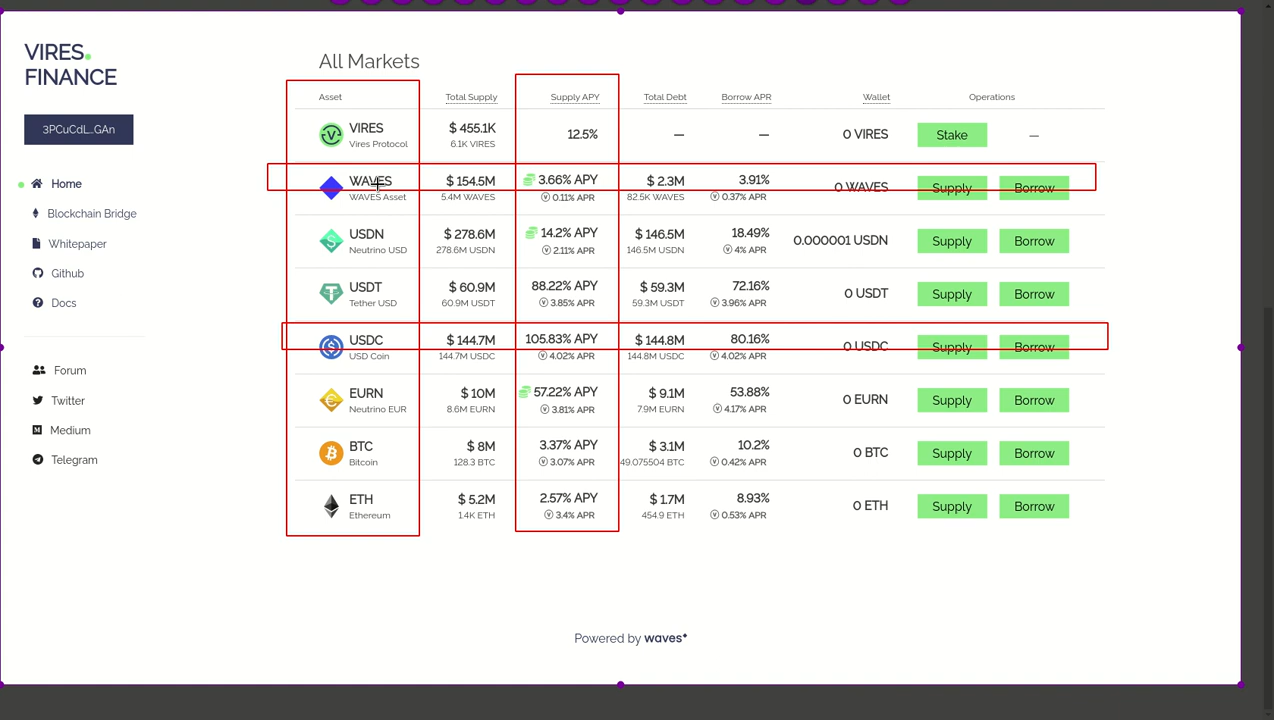 VIRES.
FINANCE
3PCuCdL...GAn
Home
Blockchain Bridge
Whitepaper
Github
Docs
Forum
Twitter
Medium
Telegram
All Markets
Asset Total Supply Supply APY Total Debt Borrow APR Wallet Operations
VIRES $ 455.1K 12.5% — — 0 VIRES Stake —
Vires Protocol 6.1K VIRES
WAVES $ 154.5M 3.66% APY $ 2.3M 3.91% 0 WAVES Supply Borrow
WAVES Asset 5.4M WAVES 0.11% APR 82.5K WAVES 0.37% APR
USDN $ 278.6M 14.2% APY $ 146.5M 18.49% 0.000001 USDN Supply Borrow
Neutrino USD 278.6M USDN 2.11% APR 146.5M USDN 4% APR
USDT $ 60.9M 88.22% APY $ 59.3M 72.16% 0 USDT Supply Borrow
Tether USD 60.9M USDT 3.85% APR 59.3M USDT 3.96% APR
USDC $ 144.7M 105.83% APY $ 144.8M 80.16% 0 USDC Supply Borrow
USD Coin 144.7M USDC 4.02% APR 144.8M USDC 4.02% APR
EURN $ 10M 57.22% APY $ 9.1M 53.88% 0 EURN Supply Borrow
Neutrino EUR 8.6M EURN 3.81% APR 7.9M EURN 4.17% APR
BTC $ 8M 3.37% APY $ 3.1M 10.2% 0 BTC Supply Borrow
Bitcoin 128.3 BTC 3.07% APR 49.075504 BTC 0.42% APR
ETH $ 5.2M 2.57% APY $ 1.7M 8.93% 0 ETH Supply Borrow
Ethereum 1.4K ETH 3.4% APR 454.9 ETH 0.53% APR
Powered by waves*